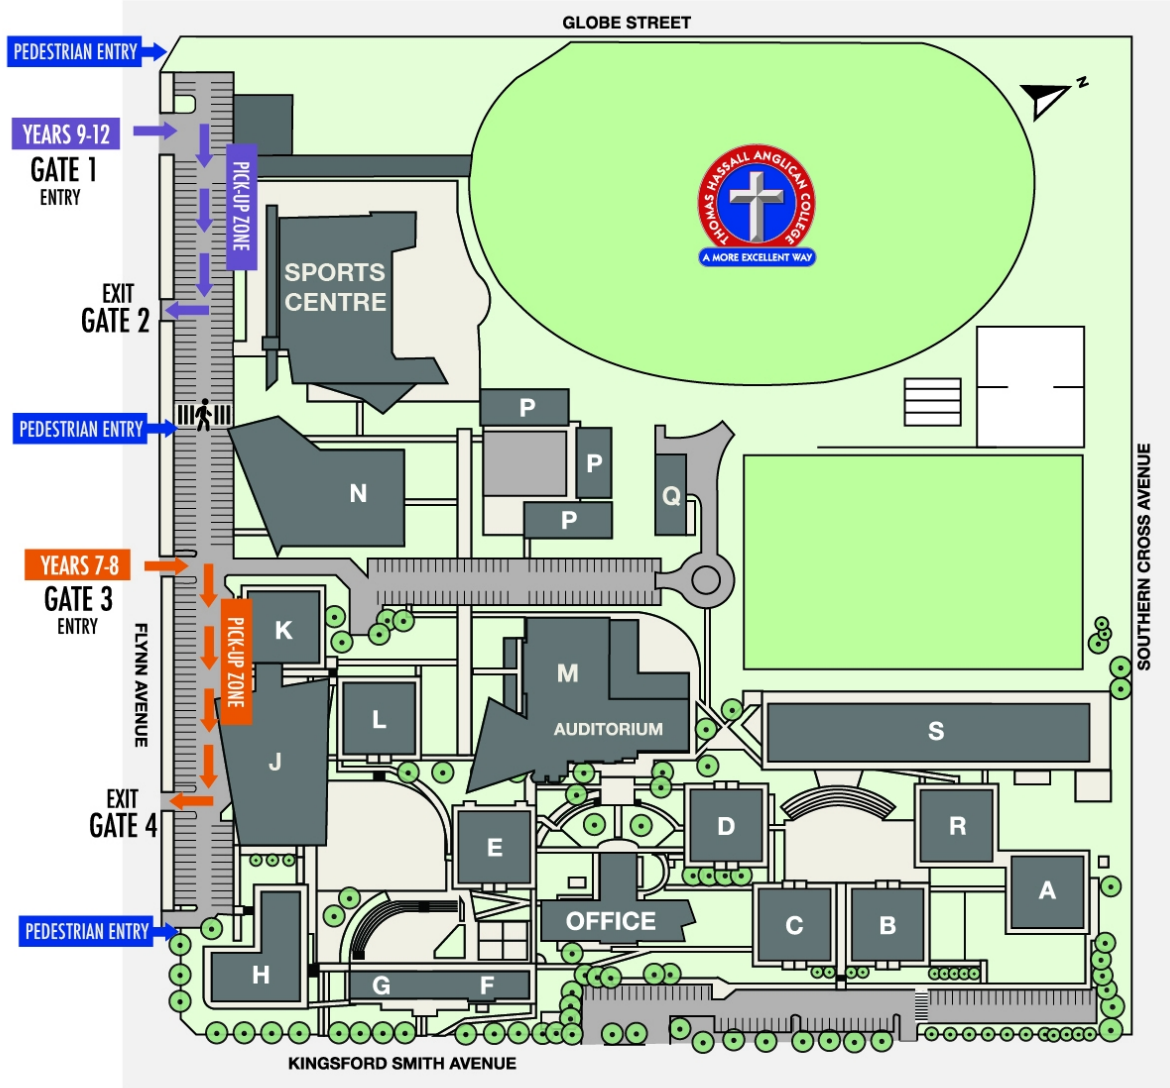 GLOBE STREET
PEDESTRIAN ENTRY
N
YEARS 9-12
GATE 1
ENTRY
PICK-UP ZONE
THOMAS HASSALL ANGLICAN COLLEGE
A MORE EXCELLENT WAY
SPORTS
CENTRE
EXIT
GATE 2
PEDESTRIAN ENTRY
P
P
P
Q
N
YEARS 7-8
GATE 3
ENTRY
PICK-UP ZONE
FLYNN AVENUE
SOUTHERN CROSS AVENUE
K
M
AUDITORIUM
L
S
J
EXIT
GATE 4
E
D
R
A
PEDESTRIAN ENTRY
OFFICE
C
B
H
G
F
KINGSFORD SMITH AVENUE